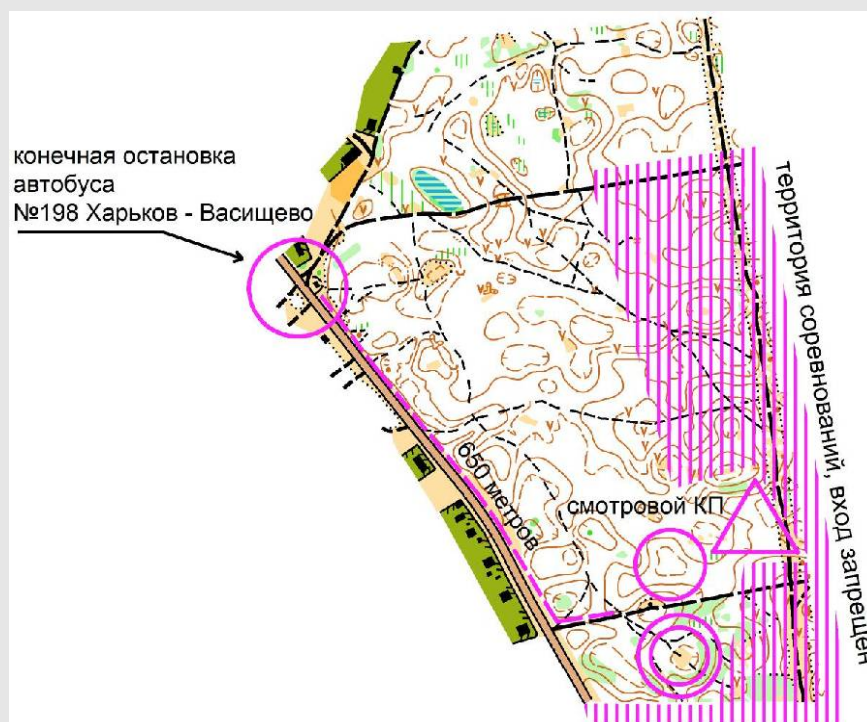 конечная остановка
автобуса
№198 Харьков - Васищево
территория соревнований, вход запрещен
650 метров
смотровой КП